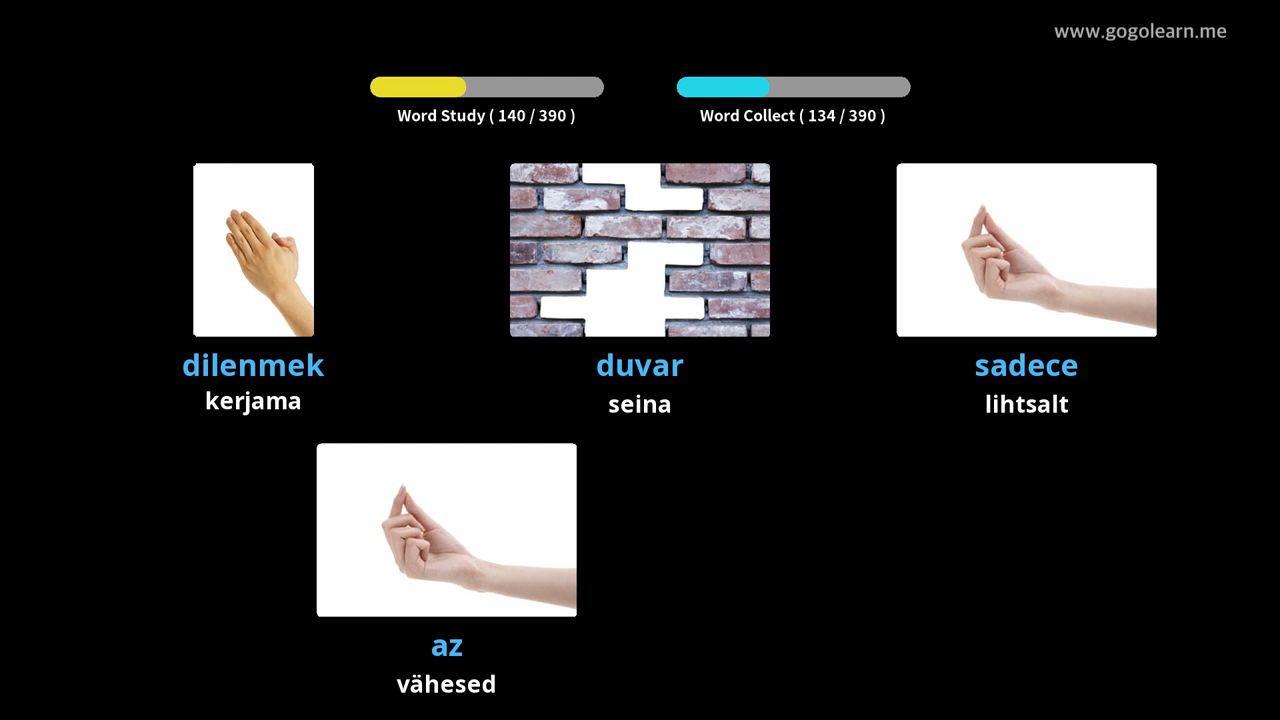 www.gogolearn.me
Word Study ( 140 / 390 )
Word Collect ( 134 / 390 )
dilenmek
kerjama
duvar
seina
sadece
lihtsalt
az
vähesed